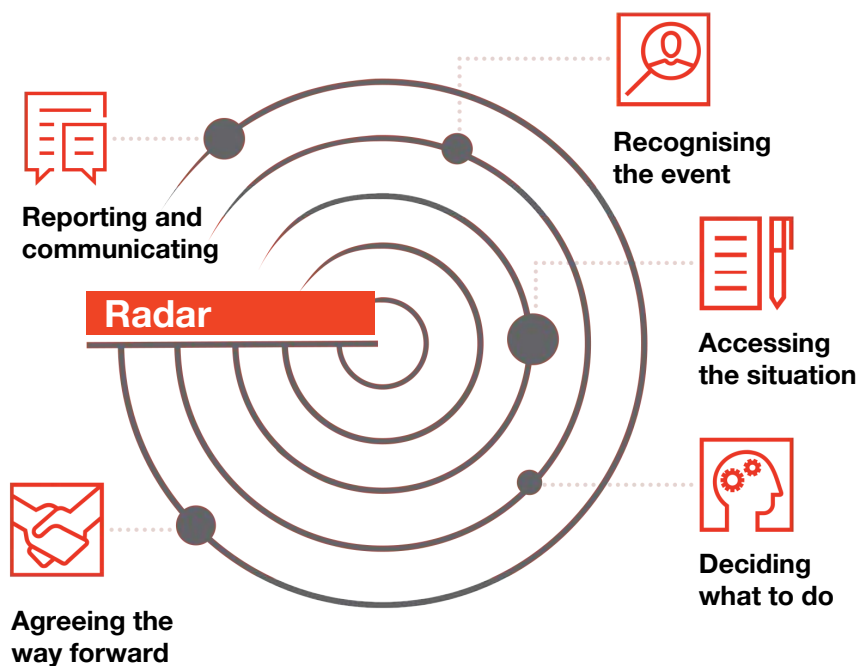 Recognising
the event
Reporting and
communicating
Radar
Accessing
the situation
Deciding
what to do
Agreeing the
way forward